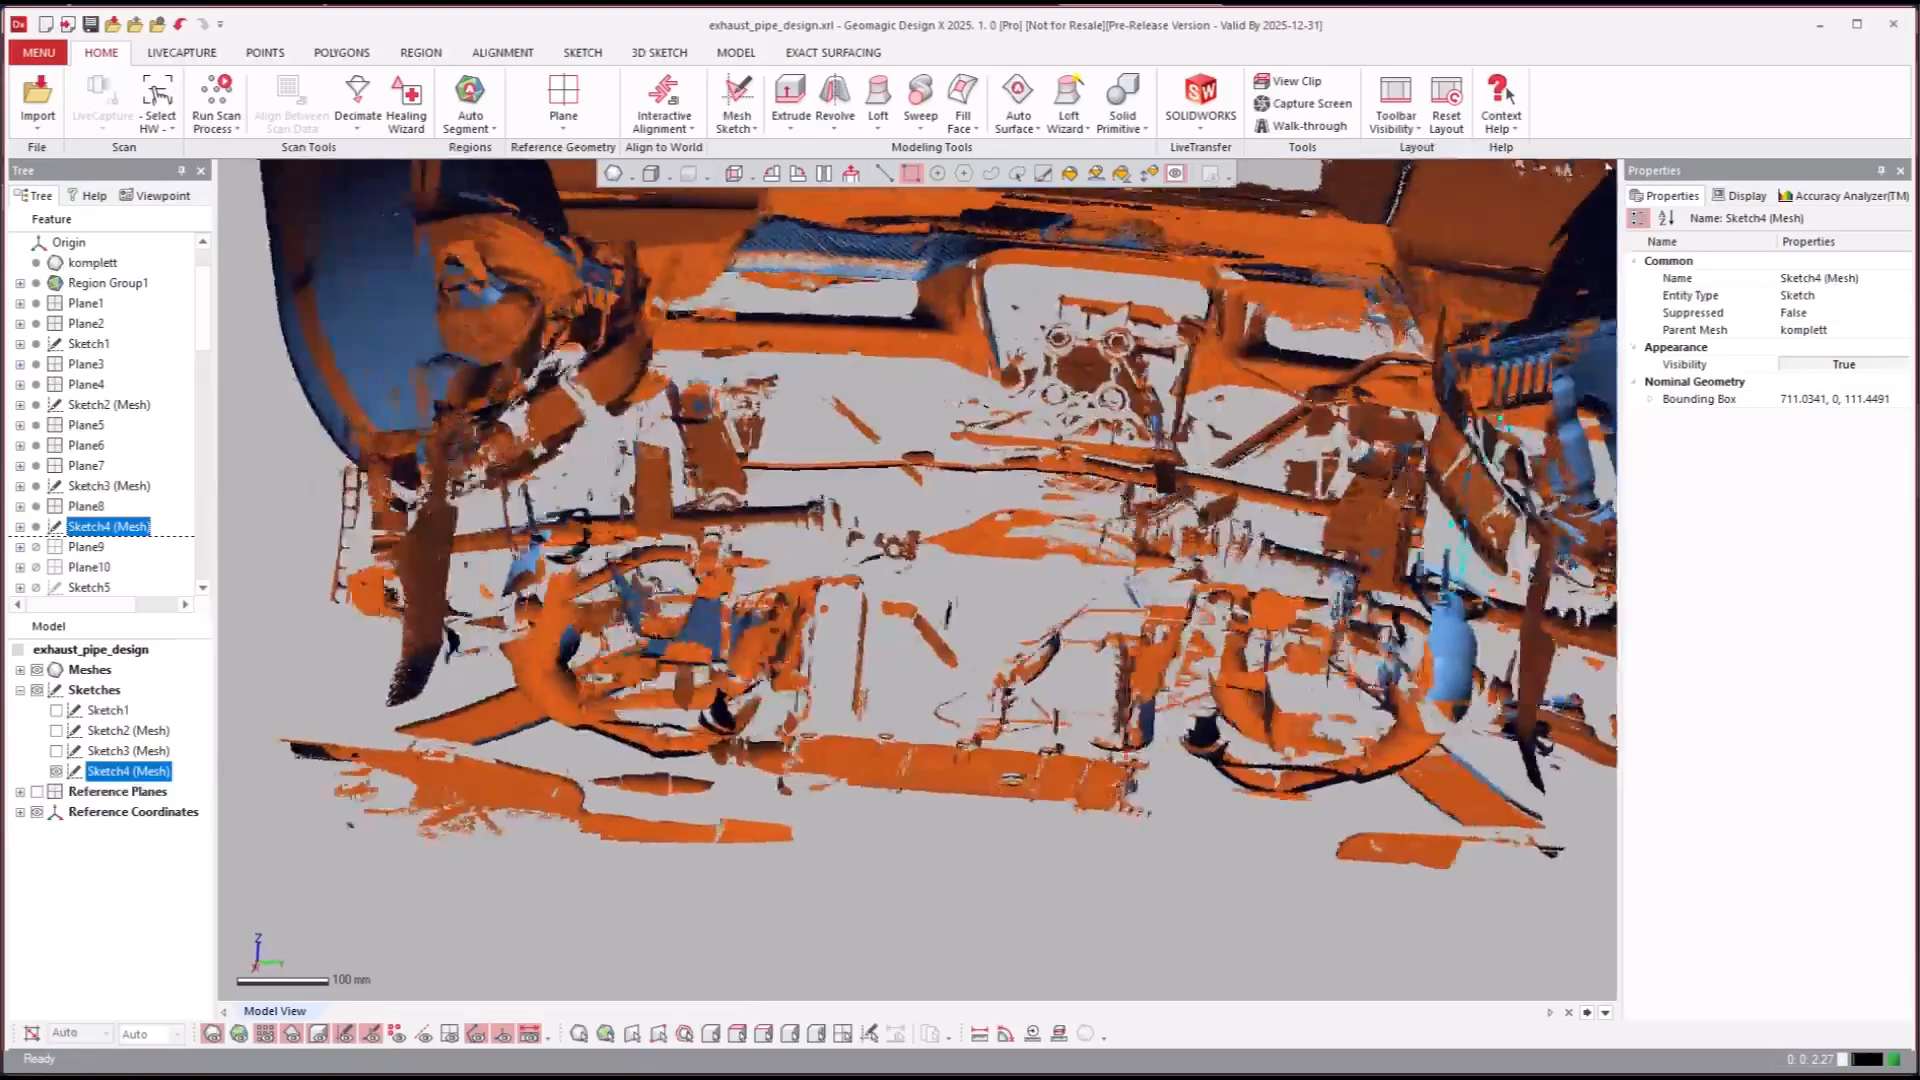 exhaust_pipe_design.xrl - Geomagic Design X 2025. 1. 0 [Pro] [Not for Resale][Pre-Release Version - Valid By 2025-12-31]
MENU HOME LIVECAPTURE POINTS POLYGONS REGION ALIGNMENT SKETCH 3D SKETCH MODEL EXACT SURFACING
Import LiveCapture Select HW Run Scan Process Align Between Scan Data Decimate Healing Wizard Auto Segment Plane Interactive Alignment Mesh Sketch Extrude Revolve Loft Sweep Fill Face Auto Surface Loft Wizard Solid Primitive SOLIDWORKS View Clip Capture Screen Walk-through Toolbar Visibility Reset Layout Context Help
File Scan Scan Tools Regions Reference Geometry Align to World Modeling Tools LiveTransfer Tools Layout Help
Tree
Tree Help Viewpoint
Feature
Origin
komplett
Region Group1
Plane1
Plane2
Sketch1
Plane3
Plane4
Sketch2 (Mesh)
Plane5
Plane6
Plane7
Sketch3 (Mesh)
Plane8
Sketch4 (Mesh)
Plane9
Plane10
Sketch5
Model
exhaust_pipe_design
Meshes
Sketches
Sketch1
Sketch2 (Mesh)
Sketch3 (Mesh)
Sketch4 (Mesh)
Reference Planes
Reference Coordinates
Z
100 mm
Model View
Properties
Properties Display Accuracy Analyzer(TM)
Name: Sketch4 (Mesh)
Name Properties
Common
Name Sketch4 (Mesh)
Entity Type Sketch
Suppressed False
Parent Mesh komplett
Appearance
Visibility True
Nominal Geometry
Bounding Box 711.0341, 0, 111.4491
Auto Auto
Ready
0: 0: 2.27